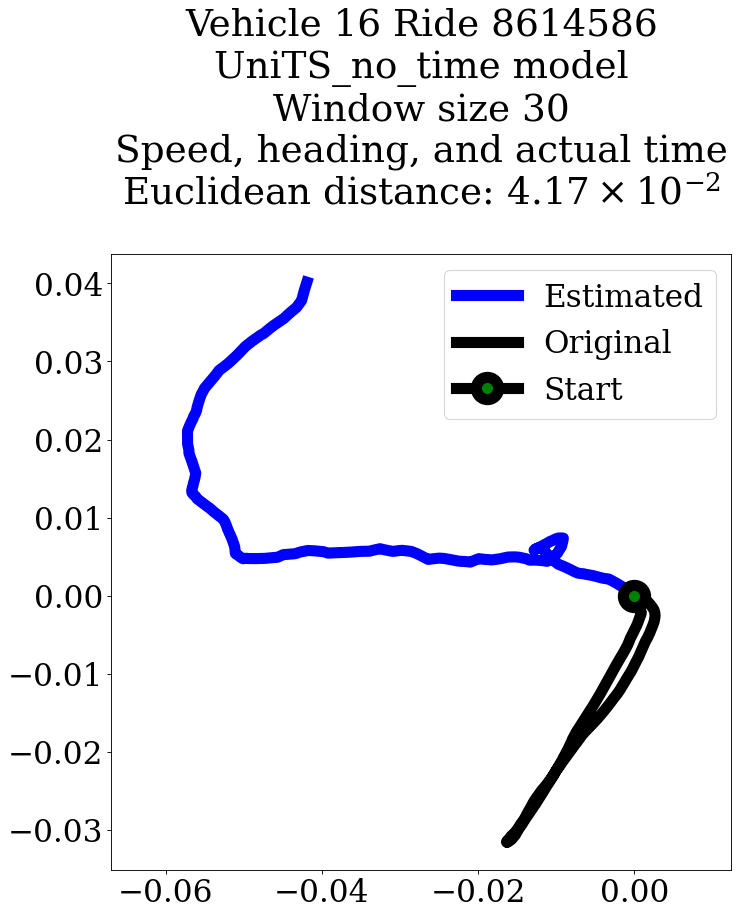 Vehicle 16 Ride 8614586
UniTS_no_time model
Window size 30
Speed, heading, and actual time
Euclidean distance: 4.17 × 10⁻²
Estimated
Original
Start
0.04
0.03
0.02
0.01
0.00
−0.01
−0.02
−0.03
−0.06 −0.04 −0.02 0.00